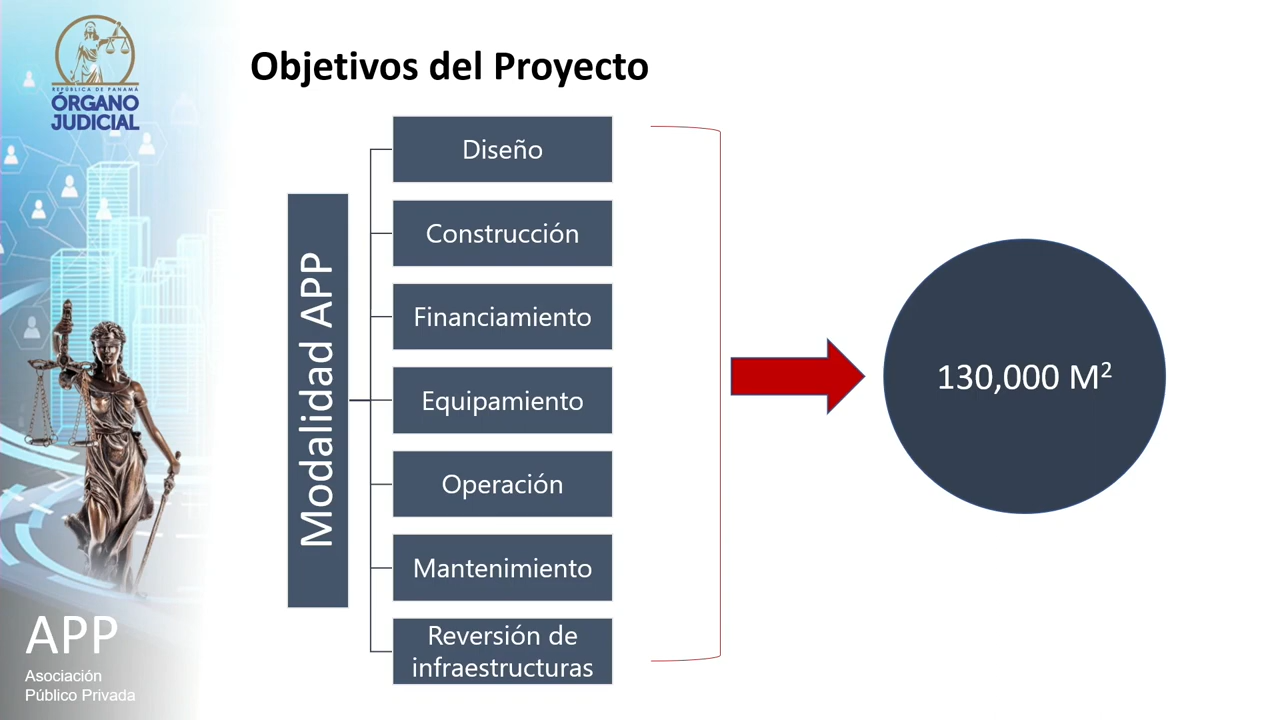 REPÚBLICA DE PANAMÁ
ÓRGANO
JUDICIAL
Objetivos del Proyecto
Modalidad APP
Diseño
Construcción
Financiamiento
Equipamiento
Operación
Mantenimiento
Reversión de
infraestructuras
130,000 M²
APP
Asociación
Público Privada